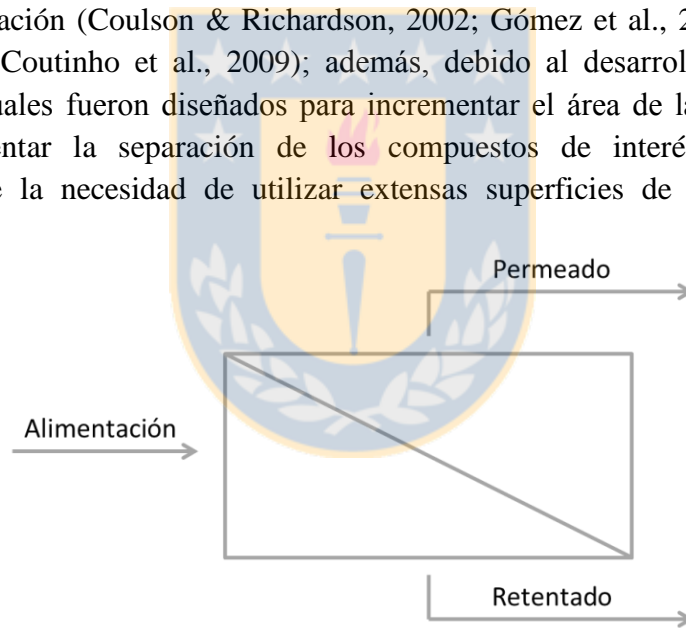 ación (Coulson & Richardson, 2002; Gómez et al., 2
Coutinho et al., 2009); además, debido al desarrol
uales fueron diseñados para incrementar el área de la
entar la separación de los compuestos de interé
e la necesidad de utilizar extensas superficies de
Permeado
Alimentación
Retentado